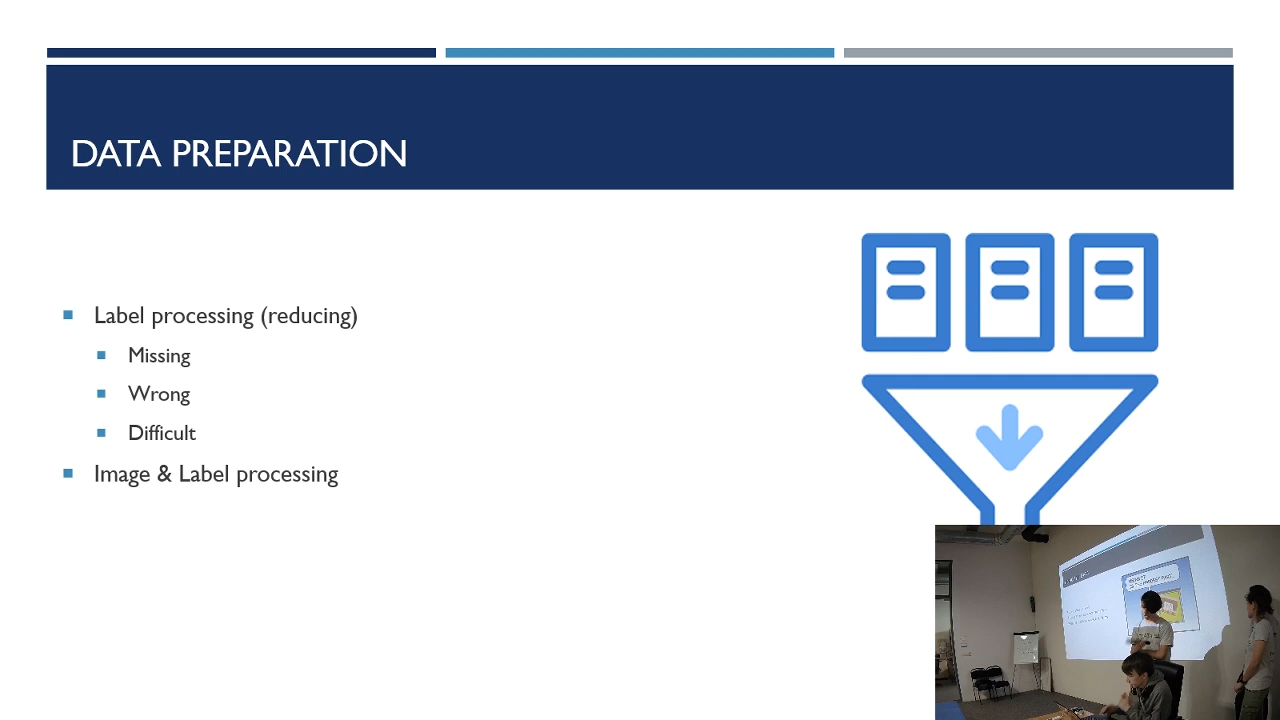 DATA PREPARATION
Label processing (reducing)
Missing
Wrong
Difficult
Image & Label processing